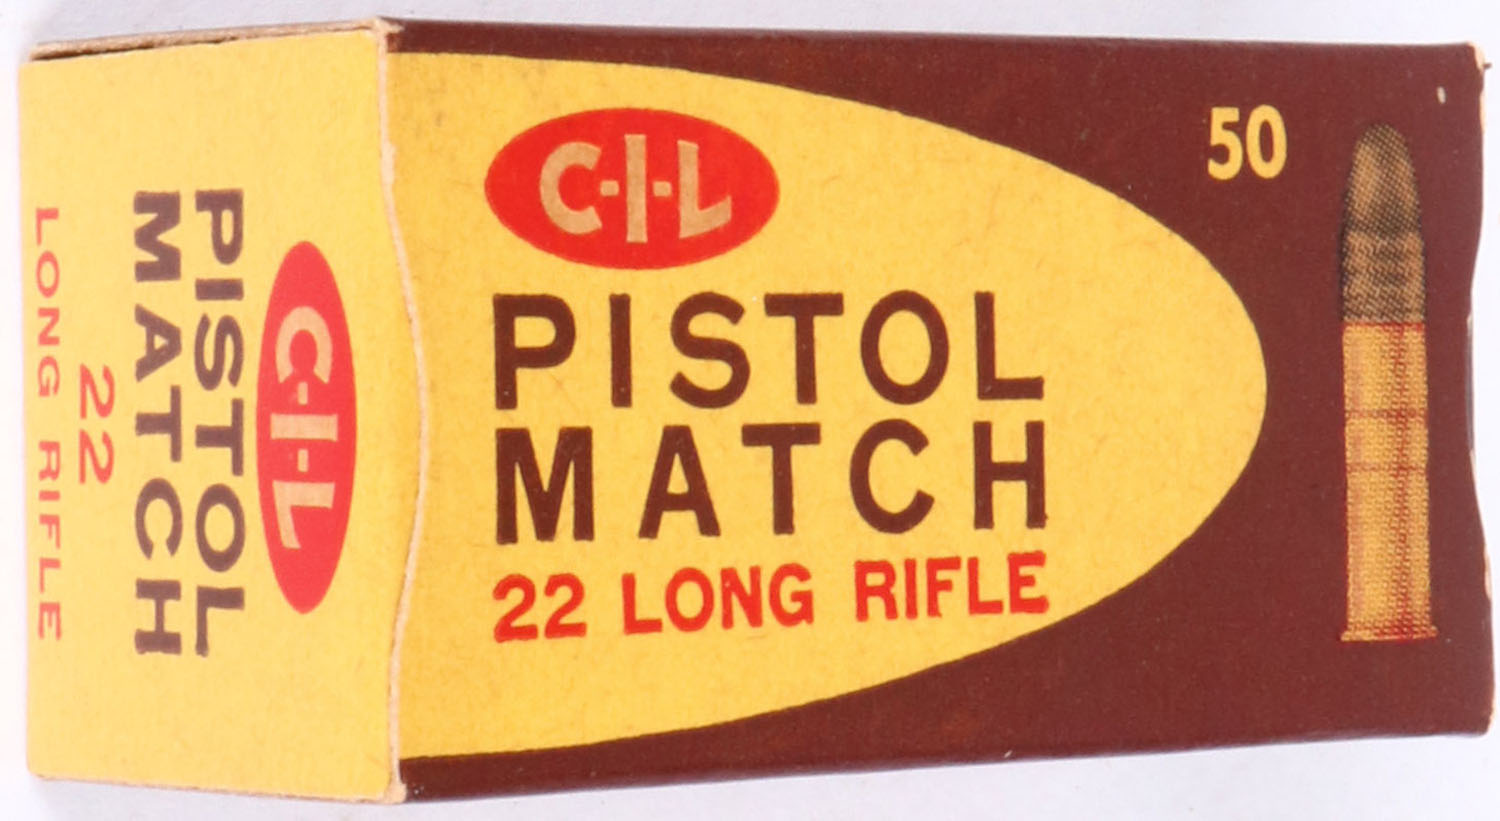 C-I-L
PISTOL
MATCH
22 LONG RIFLE
50
C-I-L
PISTOL
MATCH
22
LONG RIFLE